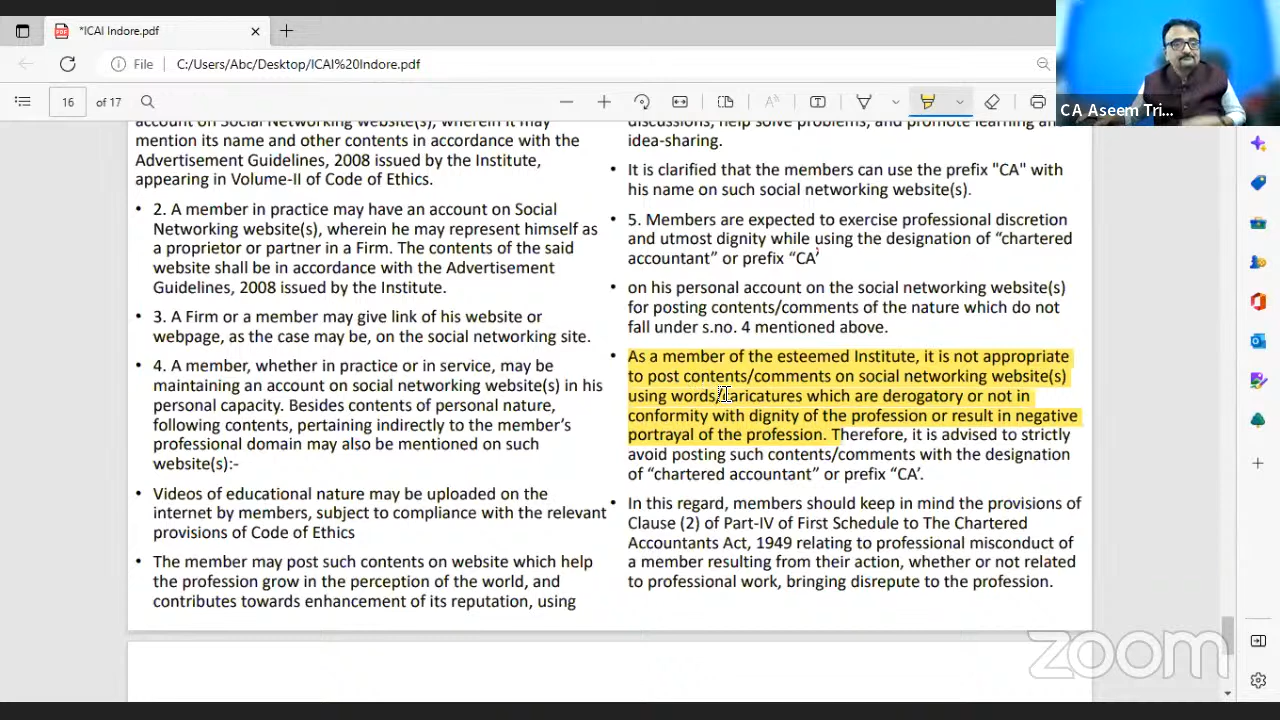 *ICAI Indore.pdf
File
C:/Users/Abc/Desktop/ICAI%20Indore.pdf
16 of 17
CA Aseem Tri...
account on Social Networking website(s), wherein it may
mention its name and other contents in accordance with the
Advertisement Guidelines, 2008 issued by the Institute,
appearing in Volume-II of Code of Ethics.
• 2. A member in practice may have an account on Social
Networking website(s), wherein he may represent himself as
a proprietor or partner in a Firm. The contents of the said
website shall be in accordance with the Advertisement
Guidelines, 2008 issued by the Institute.
• 3. A Firm or a member may give link of his website or
webpage, as the case may be, on the social networking site.
• 4. A member, whether in practice or in service, may be
maintaining an account on social networking website(s) in his
personal capacity. Besides contents of personal nature,
following contents, pertaining indirectly to the member's
professional domain may also be mentioned on such
website(s):-
• Videos of educational nature may be uploaded on the
internet by members, subject to compliance with the relevant
provisions of Code of Ethics
• The member may post such contents on website which help
the profession grow in the perception of the world, and
contributes towards enhancement of its reputation, using
discussions, help solve problems, and promote learning an
idea-sharing.
• It is clarified that the members can use the prefix "CA" with
his name on such social networking website(s).
• 5. Members are expected to exercise professional discretion
and utmost dignity while using the designation of “chartered
accountant” or prefix “CA’
• on his personal account on the social networking website(s)
for posting contents/comments of the nature which do not
fall under s.no. 4 mentioned above.
• As a member of the esteemed Institute, it is not appropriate
to post contents/comments on social networking website(s)
using words/caricatures which are derogatory or not in
conformity with dignity of the profession or result in negative
portrayal of the profession. Therefore, it is advised to strictly
avoid posting such contents/comments with the designation
of “chartered accountant” or prefix “CA’.
• In this regard, members should keep in mind the provisions of
Clause (2) of Part-IV of First Schedule to The Chartered
Accountants Act, 1949 relating to professional misconduct of
a member resulting from their action, whether or not related
to professional work, bringing disrepute to the profession.
zoom